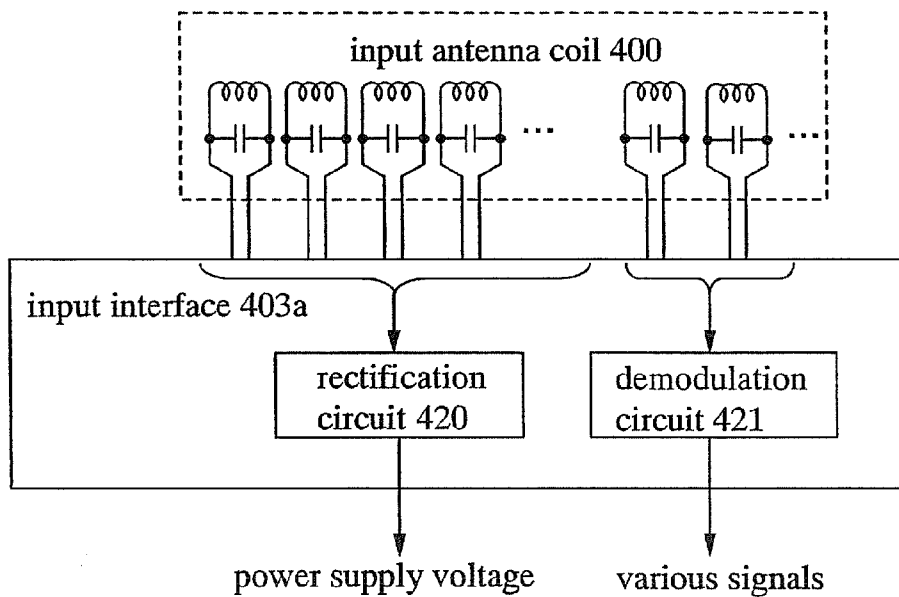 input antenna coil 400
... ...
input interface 403a
rectification
circuit 420
demodulation
circuit 421
power supply voltage
various signals